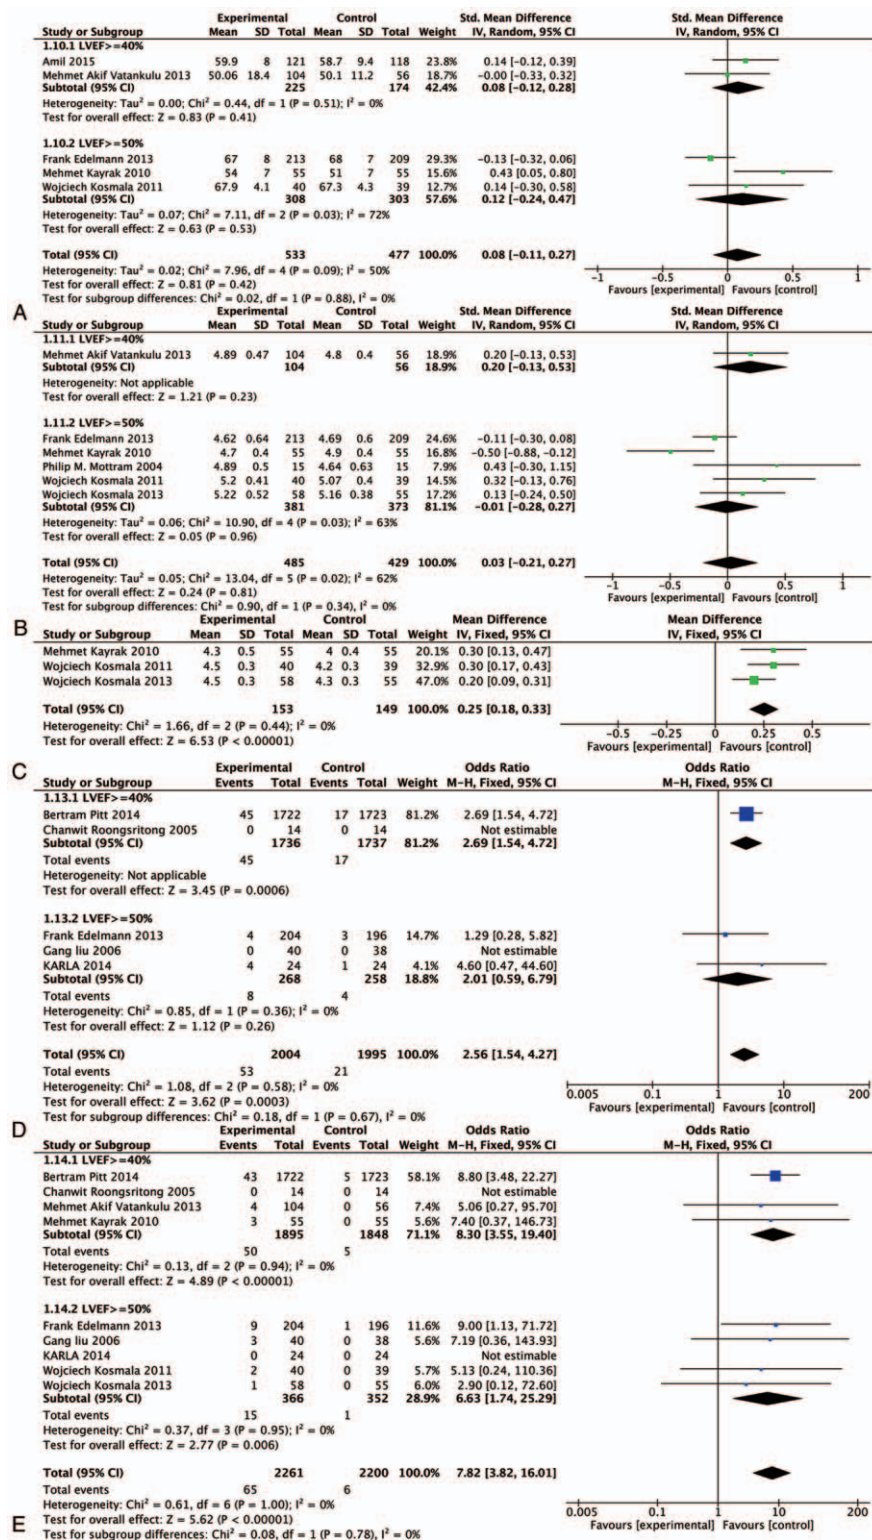 Experimental Control Std. Mean Difference Std. Mean Difference
Study or Subgroup Mean SD Total Mean SD Total Weight IV, Random, 95% CI IV, Random, 95% CI
1.10.1 LVEF>=40%
Amil 2015 59.9 8 121 58.7 9.4 118 23.8% 0.14 [-0.12, 0.39]
Mehmet Akif Vatankulu 2013 50.06 18.4 104 50.1 11.2 56 18.7% -0.00 [-0.33, 0.32]
Subtotal (95% CI) 225 174 42.4% 0.08 [-0.12, 0.28]
Heterogeneity: Tau² = 0.00; Chi² = 0.44, df = 1 (P = 0.51); I² = 0%
Test for overall effect: Z = 0.83 (P = 0.41)
1.10.2 LVEF>=50%
Frank Edelmann 2013 67 8 213 68 7 209 29.3% -0.13 [-0.32, 0.06]
Mehmet Kayrak 2010 54 7 55 51 7 55 15.6% 0.43 [0.05, 0.80]
Wojciech Kosmala 2011 67.9 4.1 40 67.3 4.3 39 12.7% 0.14 [-0.30, 0.58]
Subtotal (95% CI) 308 303 57.6% 0.12 [-0.24, 0.47]
Heterogeneity: Tau² = 0.07; Chi² = 7.11, df = 2 (P = 0.03); I² = 72%
Test for overall effect: Z = 0.63 (P = 0.53)
Total (95% CI) 533 477 100.0% 0.08 [-0.11, 0.27]
Heterogeneity: Tau² = 0.02; Chi² = 7.96, df = 4 (P = 0.09); I² = 50%
Test for overall effect: Z = 0.81 (P = 0.42)
Test for subgroup differences: Chi² = 0.02, df = 1 (P = 0.88), I² = 0%
-1 -0.5 0 0.5 1
Favours [experimental] Favours [control]
A
Experimental Control Std. Mean Difference Std. Mean Difference
Study or Subgroup Mean SD Total Mean SD Total Weight IV, Random, 95% CI IV, Random, 95% CI
1.11.1 LVEF>=40%
Mehmet Akif Vatankulu 2013 4.89 0.47 104 4.8 0.4 56 18.9% 0.20 [-0.13, 0.53]
Subtotal (95% CI) 104 56 18.9% 0.20 [-0.13, 0.53]
Heterogeneity: Not applicable
Test for overall effect: Z = 1.21 (P = 0.23)
1.11.2 LVEF>=50%
Frank Edelmann 2013 4.62 0.64 213 4.69 0.6 209 24.6% -0.11 [-0.30, 0.08]
Mehmet Kayrak 2010 4.7 0.4 55 4.9 0.4 55 16.8% -0.50 [-0.88, -0.12]
Philip M. Mottram 2004 4.89 0.5 15 4.64 0.63 15 7.9% 0.43 [-0.30, 1.15]
Wojciech Kosmala 2011 5.2 0.41 40 5.07 0.4 39 14.5% 0.32 [-0.13, 0.76]
Wojciech Kosmala 2013 5.22 0.52 58 5.16 0.38 55 17.2% 0.13 [-0.24, 0.50]
Subtotal (95% CI) 381 373 81.1% -0.01 [-0.28, 0.27]
Heterogeneity: Tau² = 0.06; Chi² = 10.90, df = 4 (P = 0.03); I² = 63%
Test for overall effect: Z = 0.05 (P = 0.96)
Total (95% CI) 485 429 100.0% 0.03 [-0.21, 0.27]
Heterogeneity: Tau² = 0.05; Chi² = 13.04, df = 5 (P = 0.02); I² = 62%
Test for overall effect: Z = 0.24 (P = 0.81)
Test for subgroup differences: Chi² = 0.90, df = 1 (P = 0.34), I² = 0%
-1 -0.5 0 0.5 1
Favours [experimental] Favours [control]
B
Experimental Control Mean Difference Mean Difference
Study or Subgroup Mean SD Total Mean SD Total Weight IV, Fixed, 95% CI IV, Fixed, 95% CI
Mehmet Kayrak 2010 4.3 0.5 55 4 0.4 55 20.1% 0.30 [0.13, 0.47]
Wojciech Kosmala 2011 4.5 0.3 40 4.2 0.3 39 32.9% 0.30 [0.17, 0.43]
Wojciech Kosmala 2013 4.5 0.3 58 4.3 0.3 55 47.0% 0.20 [0.09, 0.31]
Total (95% CI) 153 149 100.0% 0.25 [0.18, 0.33]
Heterogeneity: Chi² = 1.66, df = 2 (P = 0.44); I² = 0%
Test for overall effect: Z = 6.53 (P < 0.00001)
-0.5 -0.25 0 0.25 0.5
Favours [experimental] Favours [control]
C
Experimental Control Odds Ratio Odds Ratio
Study or Subgroup Events Total Events Total Weight M-H, Fixed, 95% CI M-H, Fixed, 95% CI
1.13.1 LVEF>=40%
Bertram Pitt 2014 45 1722 17 1723 81.2% 2.69 [1.54, 4.72]
Chanwit Roongsritong 2005 0 14 0 14 Not estimable
Subtotal (95% CI) 1736 1737 81.2% 2.69 [1.54, 4.72]
Total events 45 17
Heterogeneity: Not applicable
Test for overall effect: Z = 3.45 (P = 0.0006)
1.13.2 LVEF>=50%
Frank Edelmann 2013 4 204 3 196 14.7% 1.29 [0.28, 5.82]
Gang liu 2006 0 40 0 38 Not estimable
KARLA 2014 4 24 1 24 4.1% 4.60 [0.47, 44.60]
Subtotal (95% CI) 268 258 18.8% 2.01 [0.59, 6.79]
Total events 8 4
Heterogeneity: Chi² = 0.85, df = 1 (P = 0.36); I² = 0%
Test for overall effect: Z = 1.12 (P = 0.26)
Total (95% CI) 2004 1995 100.0% 2.56 [1.54, 4.27]
Total events 53 21
Heterogeneity: Chi² = 1.08, df = 2 (P = 0.58); I² = 0%
Test for overall effect: Z = 3.62 (P = 0.0003)
Test for subgroup differences: Chi² = 0.18, df = 1 (P = 0.67), I² = 0%
0.005 0.1 1 10 200
Favours [experimental] Favours [control]
D
Experimental Control Odds Ratio Odds Ratio
Study or Subgroup Events Total Events Total Weight M-H, Fixed, 95% CI M-H, Fixed, 95% CI
1.14.1 LVEF>=40%
Bertram Pitt 2014 43 1722 5 1723 58.1% 8.80 [3.48, 22.27]
Chanwit Roongsritong 2005 0 14 0 14 Not estimable
Mehmet Akif Vatankulu 2013 4 104 0 56 7.4% 5.06 [0.27, 95.70]
Mehmet Kayrak 2010 3 55 0 55 5.6% 7.40 [0.37, 146.73]
Subtotal (95% CI) 1895 1848 71.1% 8.30 [3.55, 19.40]
Total events 50 5
Heterogeneity: Chi² = 0.13, df = 2 (P = 0.94); I² = 0%
Test for overall effect: Z = 4.89 (P < 0.00001)
1.14.2 LVEF>=50%
Frank Edelmann 2013 9 204 1 196 11.6% 9.00 [1.13, 71.72]
Gang liu 2006 3 40 0 38 5.6% 7.19 [0.36, 143.93]
KARLA 2014 0 24 0 24 Not estimable
Wojciech Kosmala 2011 2 40 0 39 5.7% 5.13 [0.24, 110.36]
Wojciech Kosmala 2013 1 58 0 55 6.0% 2.90 [0.12, 72.60]
Subtotal (95% CI) 366 352 28.9% 6.63 [1.74, 25.29]
Total events 15 1
Heterogeneity: Chi² = 0.37, df = 3 (P = 0.95); I² = 0%
Test for overall effect: Z = 2.77 (P = 0.006)
Total (95% CI) 2261 2200 100.0% 7.82 [3.82, 16.01]
Total events 65 6
Heterogeneity: Chi² = 0.61, df = 6 (P = 1.00); I² = 0%
Test for overall effect: Z = 5.62 (P < 0.00001)
Test for subgroup differences: Chi² = 0.08, df = 1 (P = 0.78), I² = 0%
0.005 0.1 1 10 200
Favours [experimental] Favours [control]
E